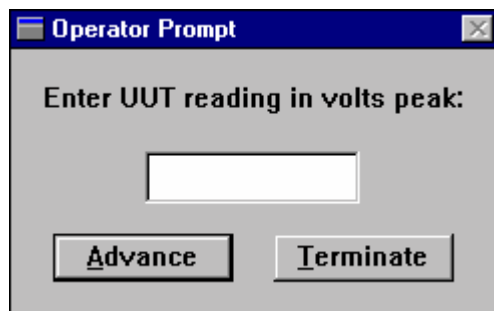 Operator Prompt
Enter UUT reading in volts peak:
Advance Terminate